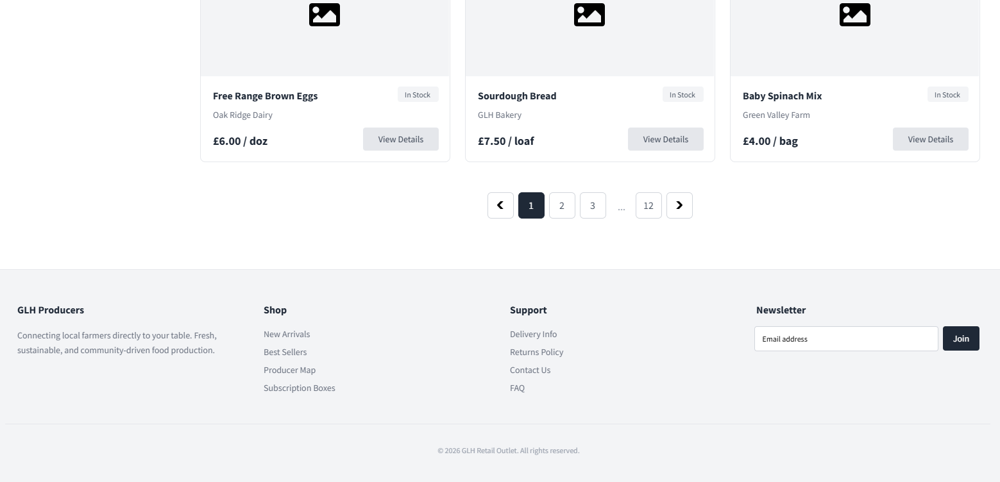 Free Range Brown Eggs
In Stock
Oak Ridge Dairy
£6.00 / doz
View Details
Sourdough Bread
In Stock
GLH Bakery
£7.50 / loaf
View Details
Baby Spinach Mix
In Stock
Green Valley Farm
£4.00 / bag
View Details
1 2 3 ... 12
GLH Producers
Connecting local farmers directly to your table. Fresh,
sustainable, and community-driven food production.
Shop
New Arrivals
Best Sellers
Producer Map
Subscription Boxes
Support
Delivery Info
Returns Policy
Contact Us
FAQ
Newsletter
Email address
Join
© 2026 GLH Retail Outlet. All rights reserved.